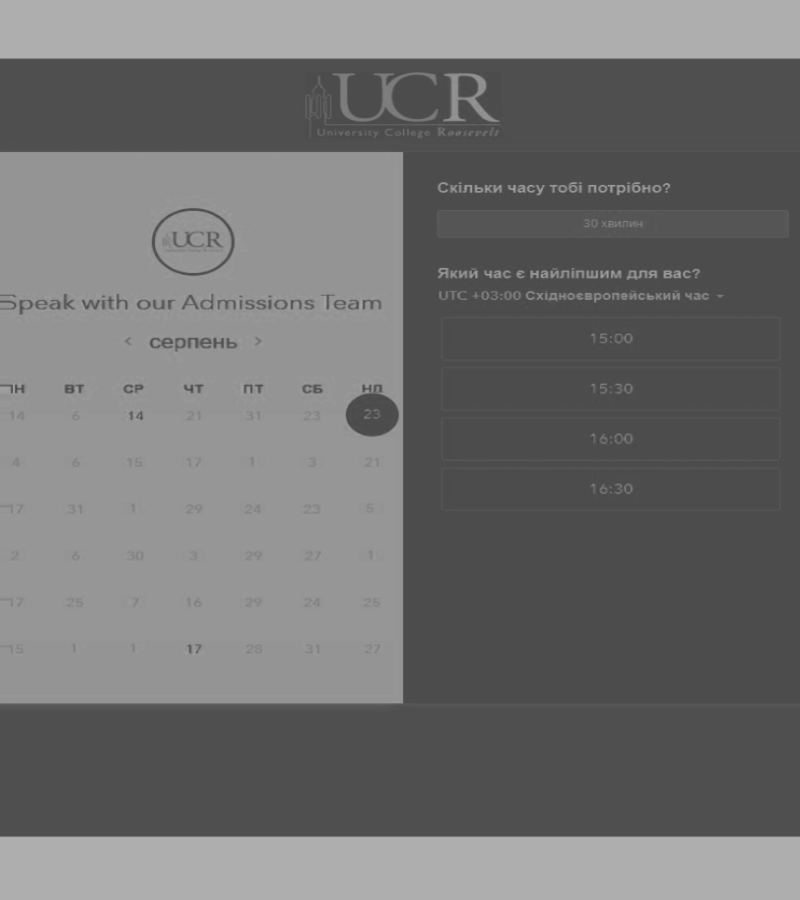 UCR
University College Roosevelt
UCR
Speak with our Admissions Team
< серпень >
ПН ВТ СР ЧТ ПТ СБ НД
14 6 14 21 31 23 23
4 6 15 17 1 3 21
17 31 1 29 24 23 5
2 6 30 3 29 27 1
17 25 7 16 29 24 25
15 1 1 17 28 31 27
Скільки часу тобі потрібно?
30 хвилин
Який час є найліпшим для вас?
UTC +03:00 Східноєвропейський час
15:00
15:30
16:00
16:30